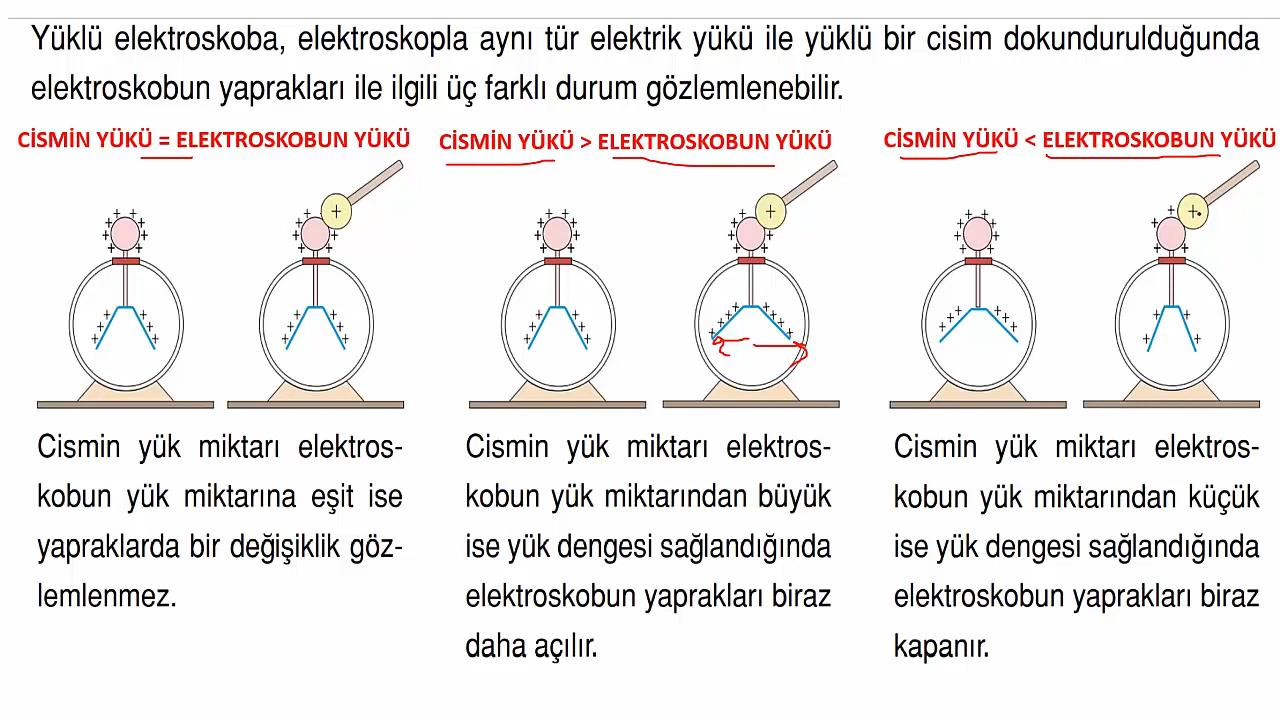 Yüklü elektroskoba, elektroskopla aynı tür elektrik yükü ile yüklü bir cisim dokundurulduğunda
elektroskobun yaprakları ile ilgili üç farklı durum gözlemlenebilir.
CİSMİN YÜKÜ = ELEKTROSKOBUN YÜKÜ
Cismin yük miktarı elektros-
kobun yük miktarına eşit ise
yapraklarda bir değişiklik göz-
lemlenmez.
CİSMİN YÜKÜ > ELEKTROSKOBUN YÜKÜ
Cismin yük miktarı elektros-
kobun yük miktarından büyük
ise yük dengesi sağlandığında
elektroskobun yaprakları biraz
daha açılır.
CİSMİN YÜKÜ < ELEKTROSKOBUN YÜKÜ
Cismin yük miktarı elektros-
kobun yük miktarından küçük
ise yük dengesi sağlandığında
elektroskobun yaprakları biraz
kapanır.